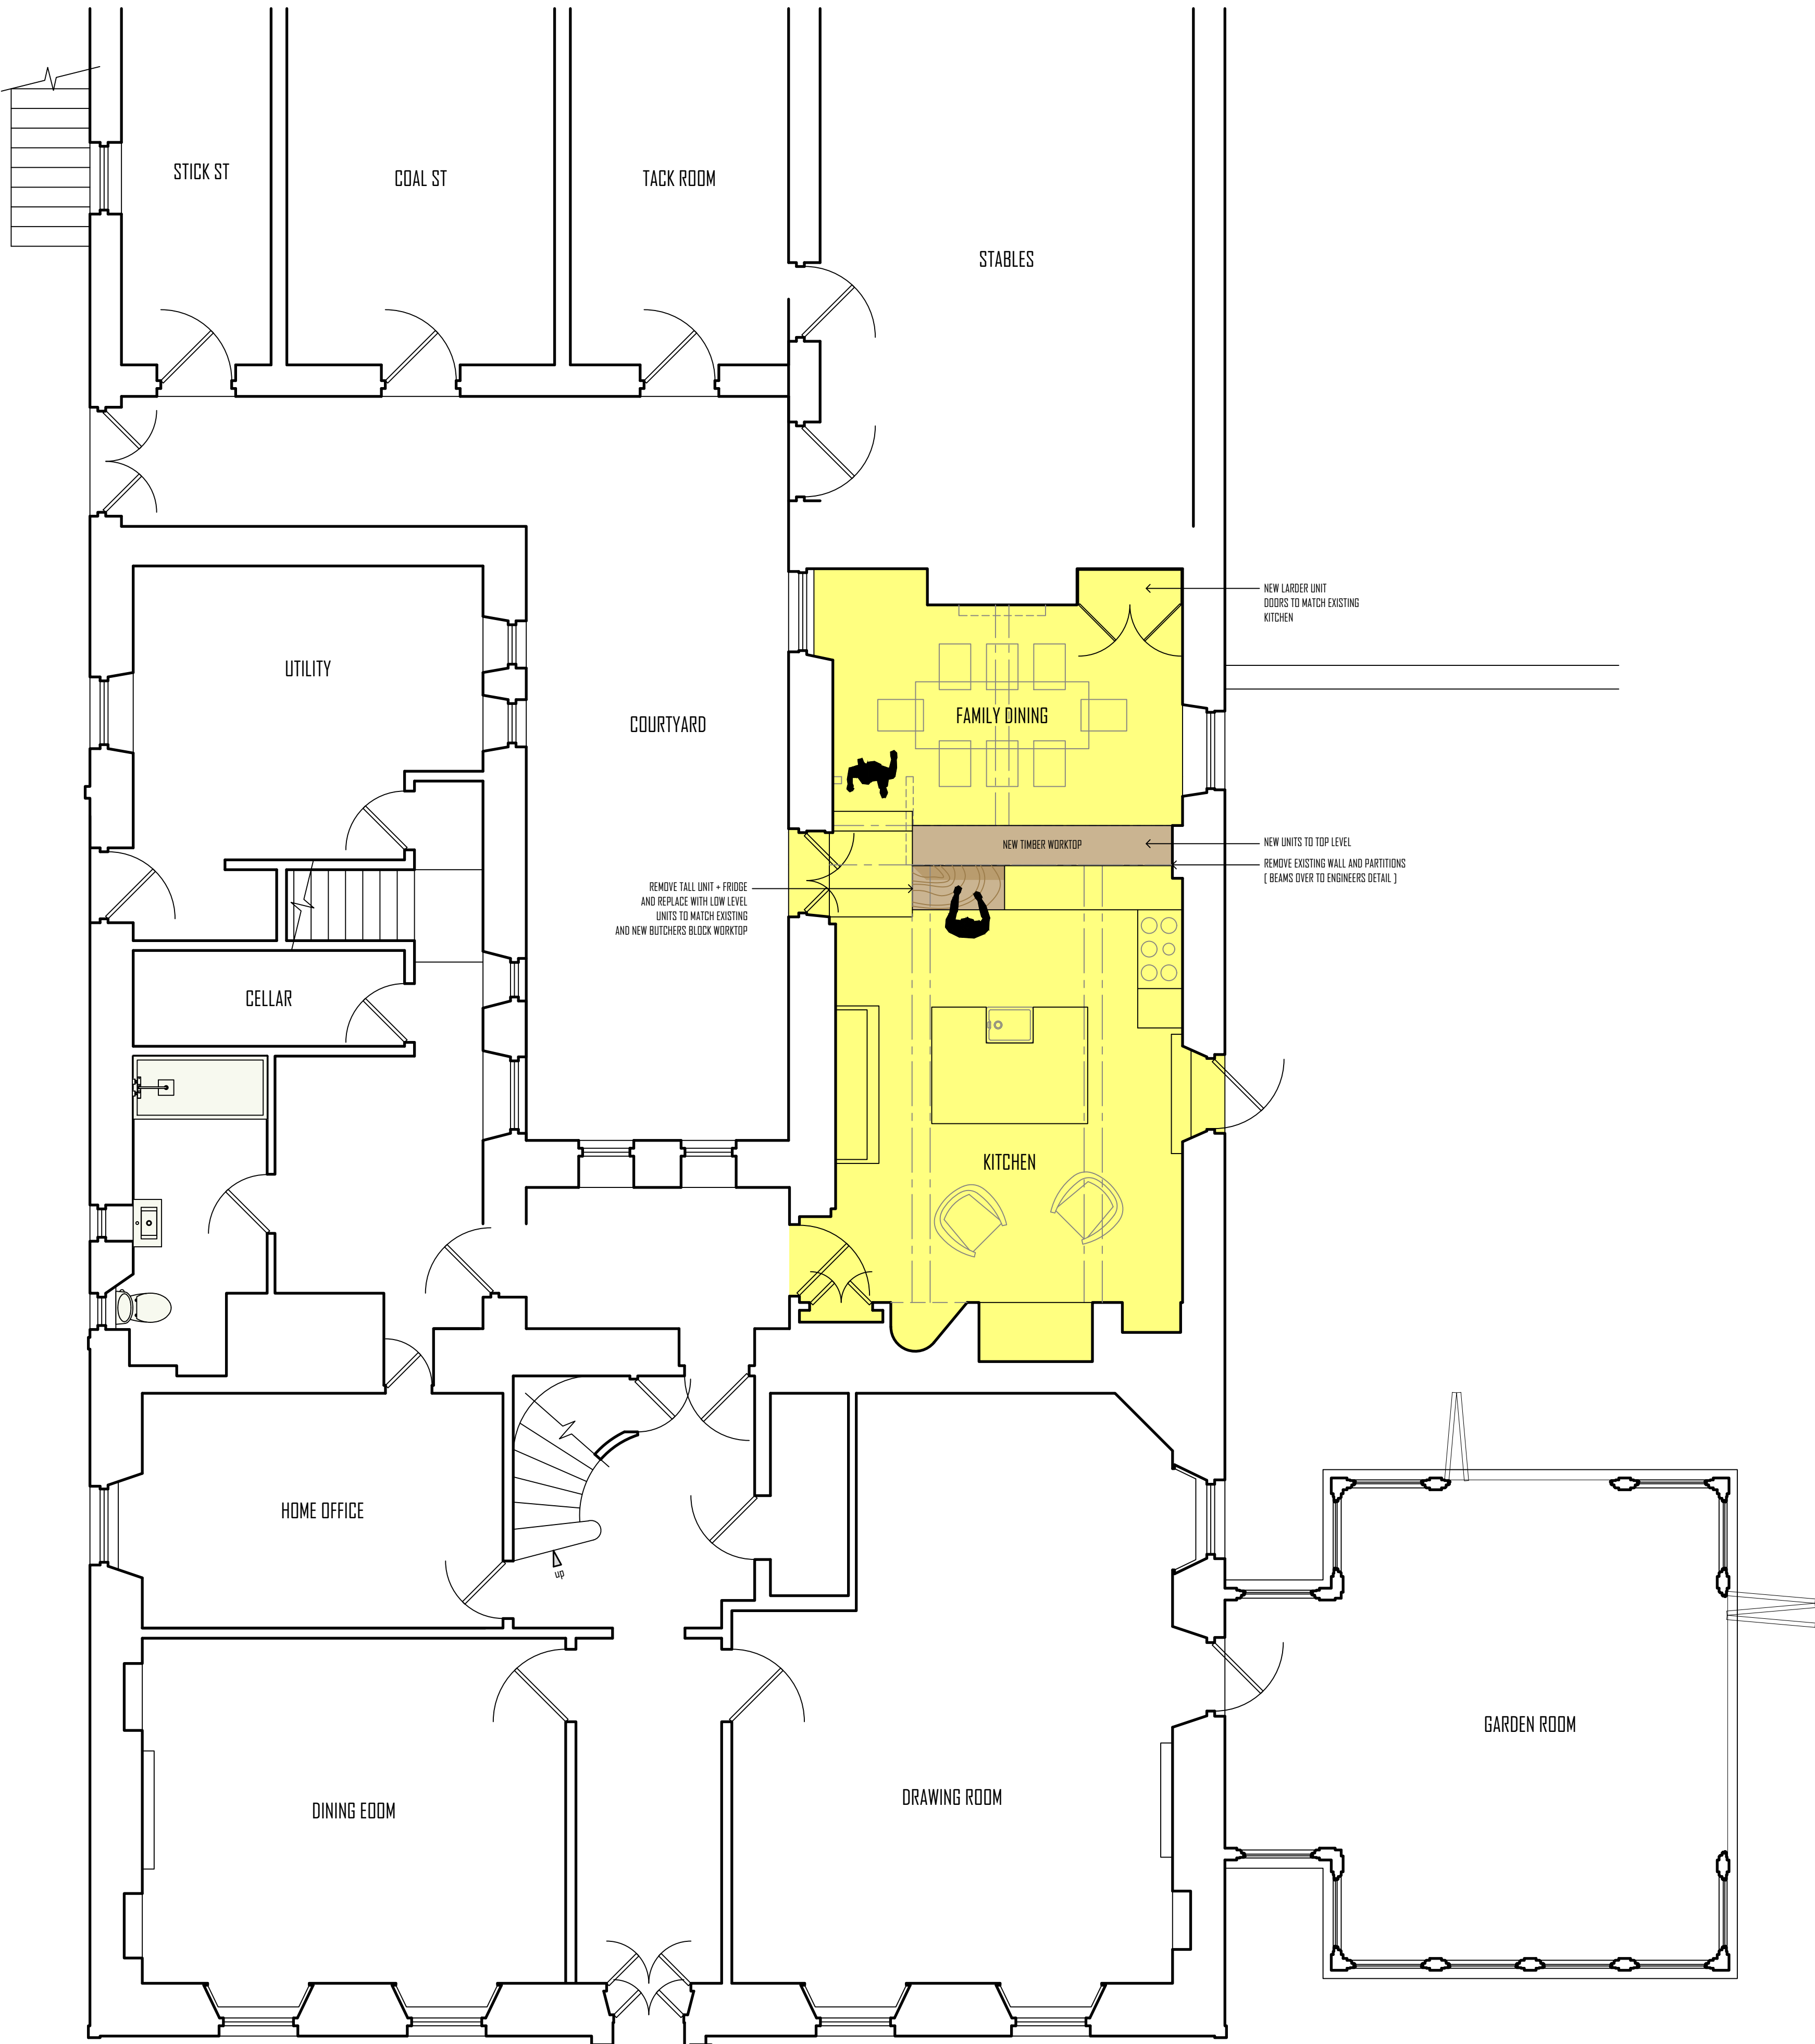 STICK ST
COAL ST
TACK ROOM
STABLES
NEW LARDER UNIT
DOORS TO MATCH EXISTING
KITCHEN
UTILITY
COURTYARD
FAMILY DINING
NEW TIMBER WORKTOP
NEW UNITS TO TOP LEVEL
REMOVE EXISTING WALL AND PARTITIONS
[ BEAMS OVER TO ENGINEERS DETAIL ]
REMOVE TALL UNIT + FRIDGE
AND REPLACE WITH LOW LEVEL
UNITS TO MATCH EXISTING
AND NEW BUTCHERS BLOCK WORKTOP
CELLAR
KITCHEN
HOME OFFICE
up
GARDEN ROOM
DRAWING ROOM
DINING EOOM